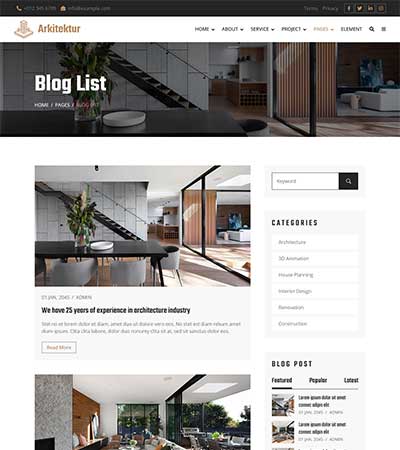 +012 345 6789 info@example.com Terms Privacy
Arkitektur
HOME ABOUT SERVICE PROJECT PAGES ELEMENT
Blog List
HOME / PAGES / BLOG LIST
Keyword
CATEGORIES
Architecture
3D Animation
House Planning
Interior Design
Renovation
Construction
01 JAN, 2045 / ADMIN
We have 25 years of experience in architecture industry
Stet no et lorem dolor et diam, amet duo ut dolore vero eos. No stet est diam rebum amet
ipsum. Clita clita labore, dolor duo nonumy clita sit at, sed sit sanctus dolor eos.
Read More
BLOG POST
Featured Popular Latest
Lorem ipsum dolor sit amet
consec adipis elit
01 JAN, 2045 / ADMIN
Lorem ipsum dolor sit amet
consec adipis elit
01 JAN, 2045 / ADMIN
Lorem ipsum dolor sit amet